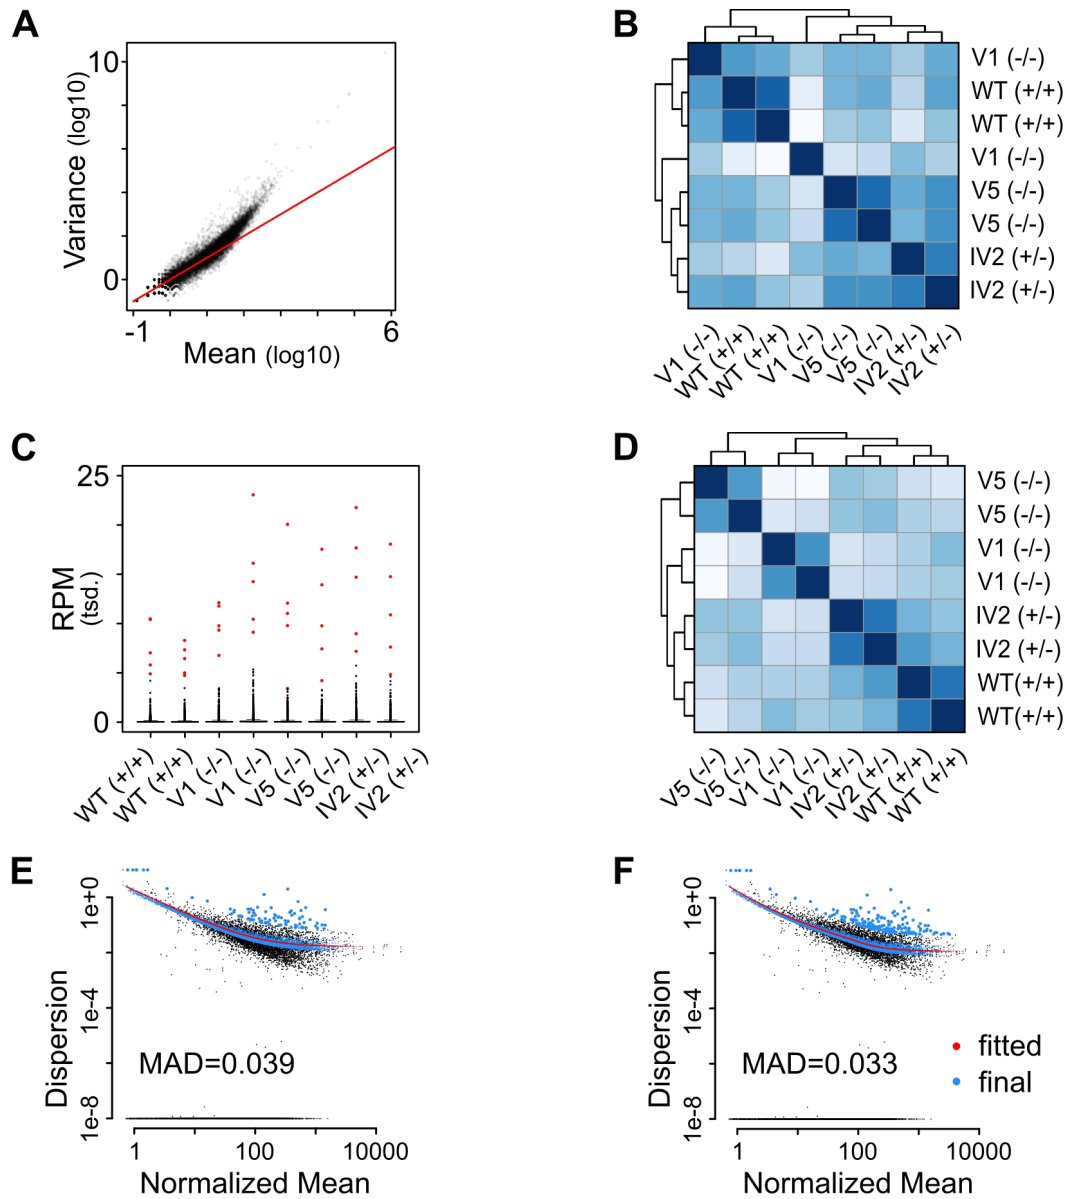 A
Variance (log10)
10
0
-1
6
Mean (log10)
B
V1 (-/-)
WT (+/+)
WT (+/+)
V1 (-/-)
V5 (-/-)
V5 (-/-)
IV2 (+/-)
IV2 (+/-)
V1 (-/-)
WT (+/+)
WT (+/+)
V1 (-/-)
V5 (-/-)
V5 (-/-)
IV2 (+/-)
IV2 (+/-)
C
RPM
(tsd.)
25
0
WT (+/+)
WT (+/+)
V1 (-/-)
V1 (-/-)
V5 (-/-)
V5 (-/-)
IV2 (+/-)
IV2 (+/-)
D
V5 (-/-)
V5 (-/-)
V1 (-/-)
V1 (-/-)
IV2 (+/-)
IV2 (+/-)
WT(+/+)
WT(+/+)
V5 (-/-)
V5 (-/-)
V1 (-/-)
V1 (-/-)
IV2 (+/-)
IV2 (+/-)
WT (+/+)
WT (+/+)
E
Dispersion
1e+0
1e-4
1e-8
MAD=0.039
1
100
10000
Normalized Mean
F
Dispersion
1e+0
1e-4
1e-8
MAD=0.033
fitted
final
1
100
10000
Normalized Mean